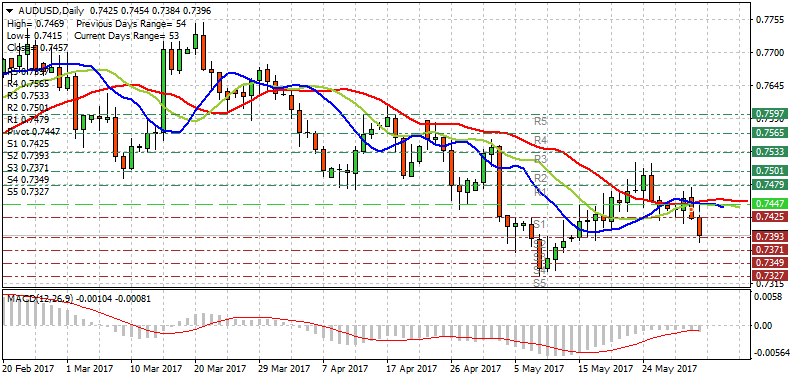 AUDUSD,Daily 0.7425 0.7454 0.7384 0.7396
High= 0.7469 Previous Days Range= 54
Low= 0.7415 Current Days Range= 53
Close= 0.7457
R4 0.7565
R3 0.7533
R2 0.7501
R1 0.7479
Pivot 0.7447
S1 0.7425
S2 0.7393
S3 0.7371
S4 0.7349
S5 0.7327
R5
R4
R3
R2
S1
S4
S5
0.7755
0.7700
0.7645
0.7597
0.7565
0.7533
0.7501
0.7479
0.7447
0.7425
0.7393
0.7371
0.7349
0.7327
0.7315
MACD(12,26,9) -0.00104 -0.00081
0.0058
0.00
-0.00564
20 Feb 2017 1 Mar 2017 10 Mar 2017 20 Mar 2017 29 Mar 2017 7 Apr 2017 17 Apr 2017 26 Apr 2017 5 May 2017 15 May 2017 24 May 2017